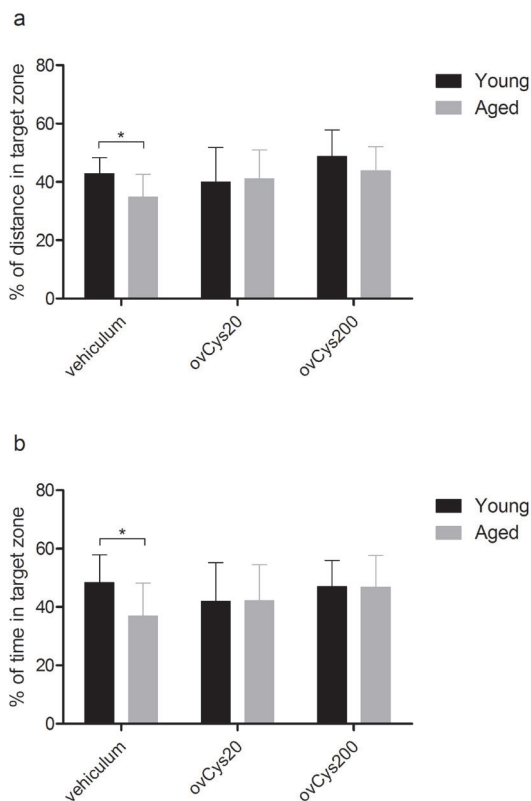 a
% of distance in target zone
80
60
40
20
0
*
Young
Aged
vehiculum
ovCys20
ovCys200
b
% of time in target zone
80
60
40
20
0
*
Young
Aged
vehiculum
ovCys20
ovCys200